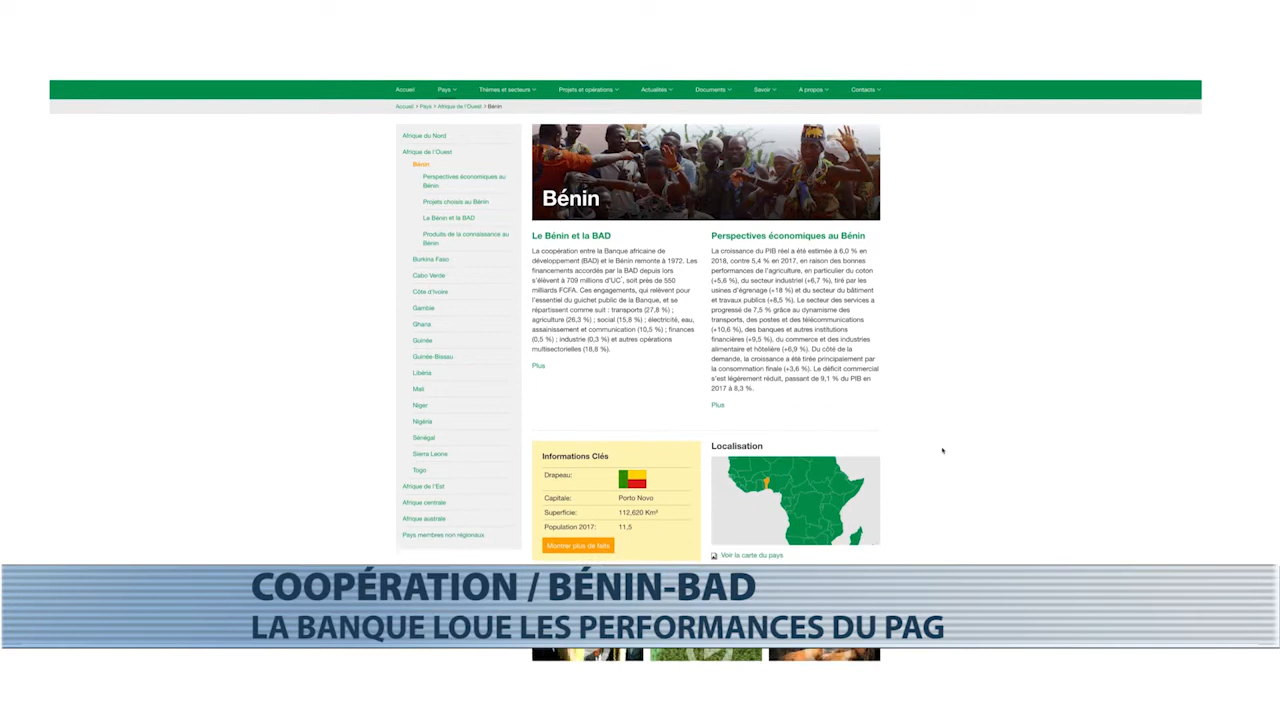 Accueil Pays Thèmes et secteurs Projets et opérations Actualités Documents Savoir A propos Contacts
Accueil > Pays > Afrique de l'Ouest > Bénin
Afrique du Nord
Afrique de l'Ouest
Bénin
Perspectives économiques au
Bénin
Projets choisis au Bénin
Le Bénin et la BAD
Produits de la connaissance au
Bénin
Burkina Faso
Cabo Verde
Côte d'Ivoire
Gambie
Ghana
Guinée
Guinée-Bissau
Libéria
Mali
Niger
Nigéria
Sénégal
Sierra Leone
Togo
Afrique de l'Est
Afrique centrale
Afrique australe
Pays membres non régionaux
Bénin
Le Bénin et la BAD
La coopération entre la Banque africaine de
développement (BAD) et le Bénin remonte à 1972. Les
financements accordés par la BAD depuis lors
s'élèvent à 709 millions d'UC*, soit près de 550
milliards FCFA. Ces engagements, qui relèvent pour
l'essentiel du guichet public de la Banque, et se
répartissent comme suit : transports (27,8 %) ;
agriculture (26,3 %) ; social (15,8 %) ; électricité, eau,
assainissement et communication (10,5 %) ; finances
(0,5 %) ; industrie (0,3 %) et autres opérations
multisectorielles (18,8 %).
Plus
Perspectives économiques au Bénin
La croissance du PIB réel a été estimée à 6,0 % en
2018, contre 5,4 % en 2017, en raison des bonnes
performances de l'agriculture, en particulier du coton
(+5,6 %), du secteur industriel (+6,7 %), tiré par les
usines d'égrenage (+18 %) et du secteur du bâtiment
et travaux publics (+8,5 %). Le secteur des services a
progressé de 7,5 % grâce au dynamisme des
transports, des postes et des télécommunications
(+10,6 %), des banques et autres institutions
financières (+9,5 %), du commerce et des industries
alimentaire et hôtelière (+6,9 %). Du côté de la
demande, la croissance a été tirée principalement par
la consommation finale (+3,6 %). Le déficit commercial
s'est légèrement réduit, passant de 9,1 % du PIB en
2017 à 8,3 %.
Plus
Informations Clés
Drapeau:
Capitale: Porto Novo
Superficie: 112,620 Km²
Population 2017: 11,5
Montrer plus de faits
Localisation
Voir la carte du pays
COOPÉRATION / BÉNIN-BAD
LA BANQUE LOUE LES PERFORMANCES DU PAG